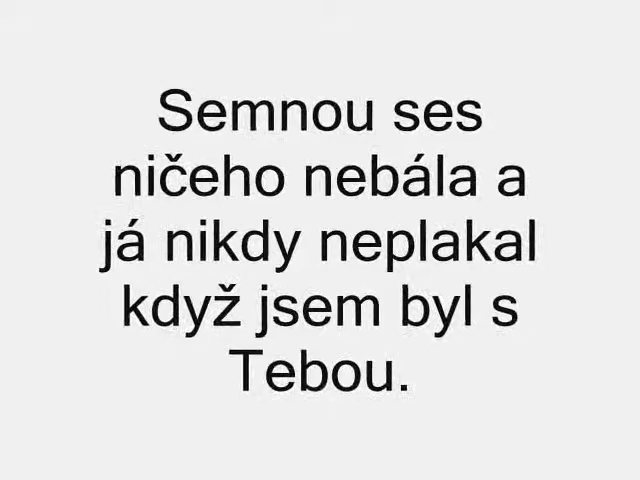 Semnou ses
ničeho nebála a
já nikdy neplakal
když jsem byl s
Tebou.